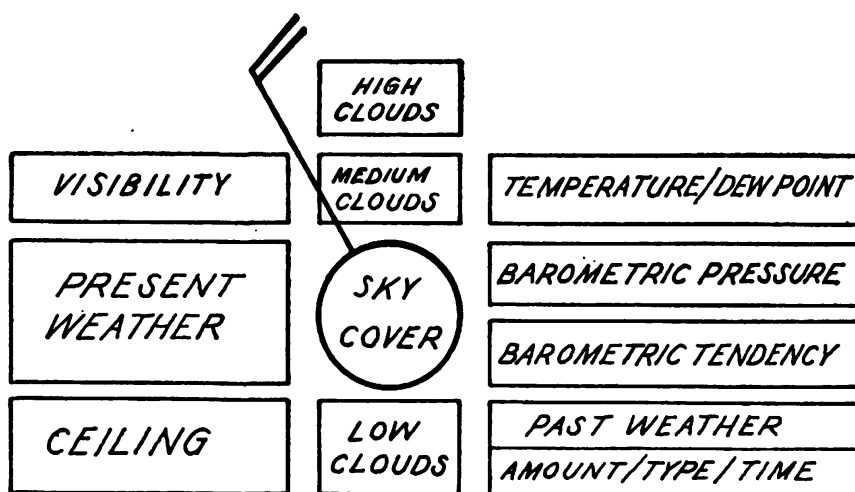 HIGH
CLOUDS
VISIBILITY
MEDIUM
CLOUDS
TEMPERATURE/DEW POINT
PRESENT
WEATHER
SKY
COVER
BAROMETRIC PRESSURE
BAROMETRIC TENDENCY
CEILING
LOW
CLOUDS
PAST WEATHER
AMOUNT/TYPE/TIME